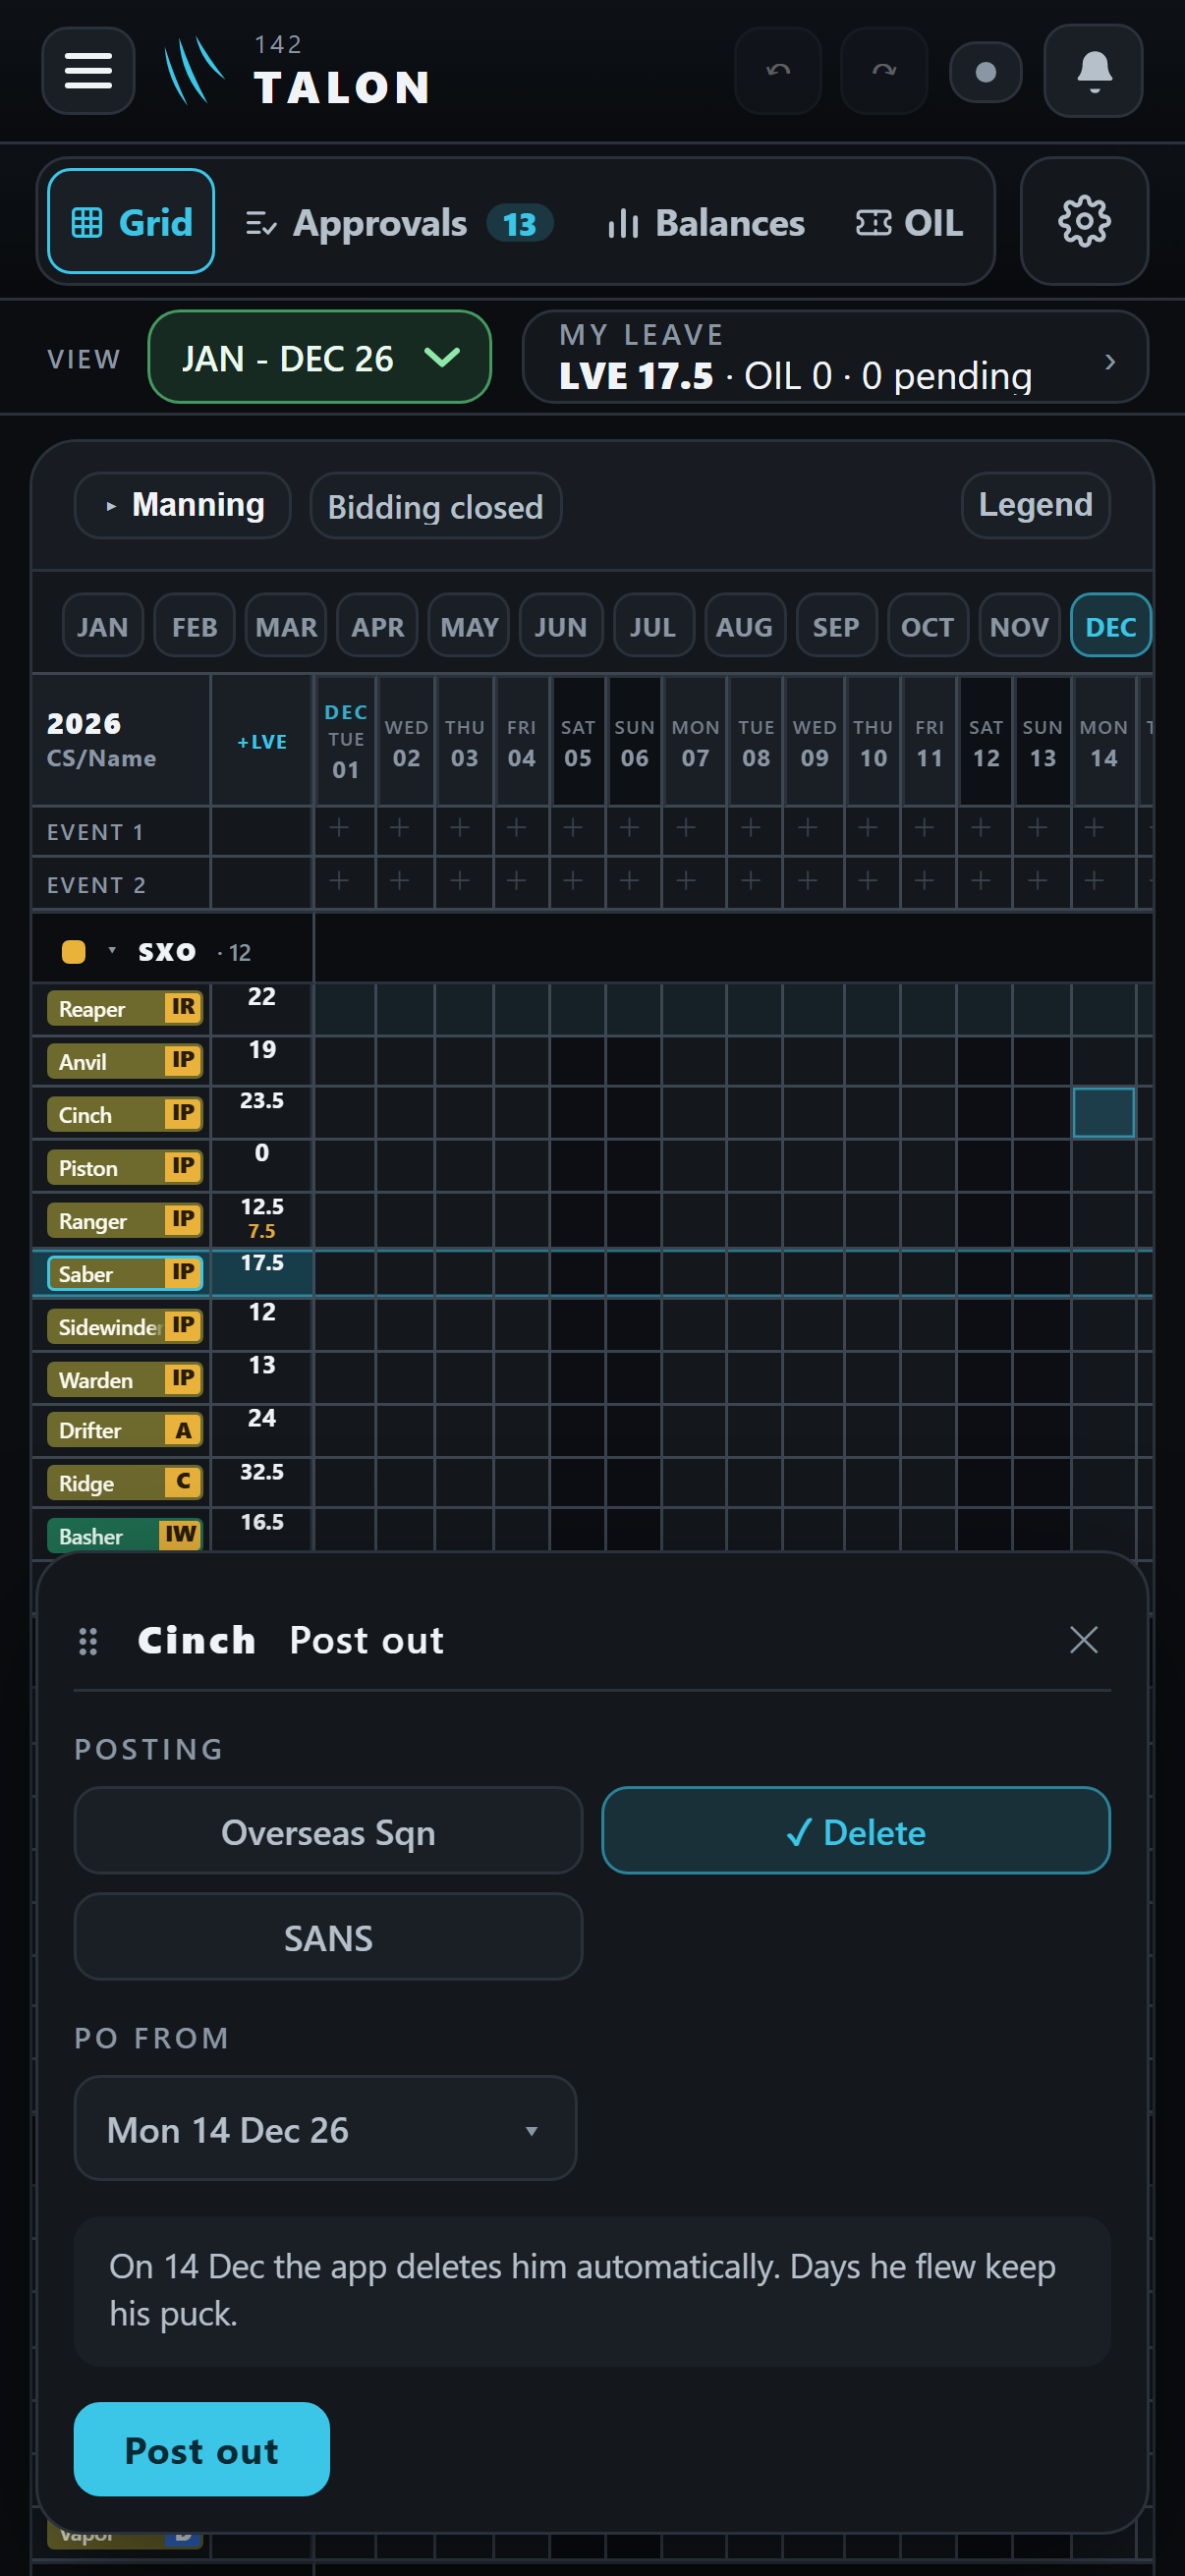 142
TALON
Grid
Approvals 13
Balances
OIL
VIEW
JAN - DEC 26
MY LEAVE
LVE 17.5 · OIL 0 · 0 pending
Manning
Bidding closed
Legend
JAN FEB MAR APR MAY JUN JUL AUG SEP OCT NOV DEC
2026
CS/Name
+LVE
DEC
TUE WED THU FRI SAT SUN MON TUE WED THU FRI SAT SUN MON
01 02 03 04 05 06 07 08 09 10 11 12 13 14
EVENT 1
EVENT 2
SXO · 12
Reaper IR 22
Anvil IP 19
Cinch IP 23.5
Piston IP 0
Ranger IP 12.5
7.5
Saber IP 17.5
Sidewinder IP 12
Warden IP 13
Drifter A 24
Ridge C 32.5
Basher IW 16.5
Cinch Post out
POSTING
Overseas Sqn
✓ Delete
SANS
PO FROM
Mon 14 Dec 26
On 14 Dec the app deletes him automatically. Days he flew keep
his puck.
Post out
Vapor